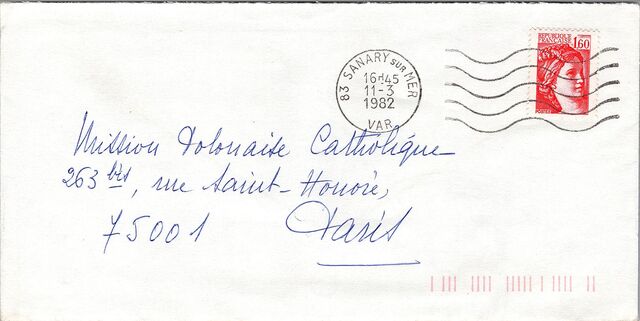 83 SANARY SUR MER
16H45
11-3
1982
VAR
REPUBLIQUE
FRANÇAISE
1,60
Mission Polonaise Catholique
263 bis, rue Saint-Honoré,
75001 Paris